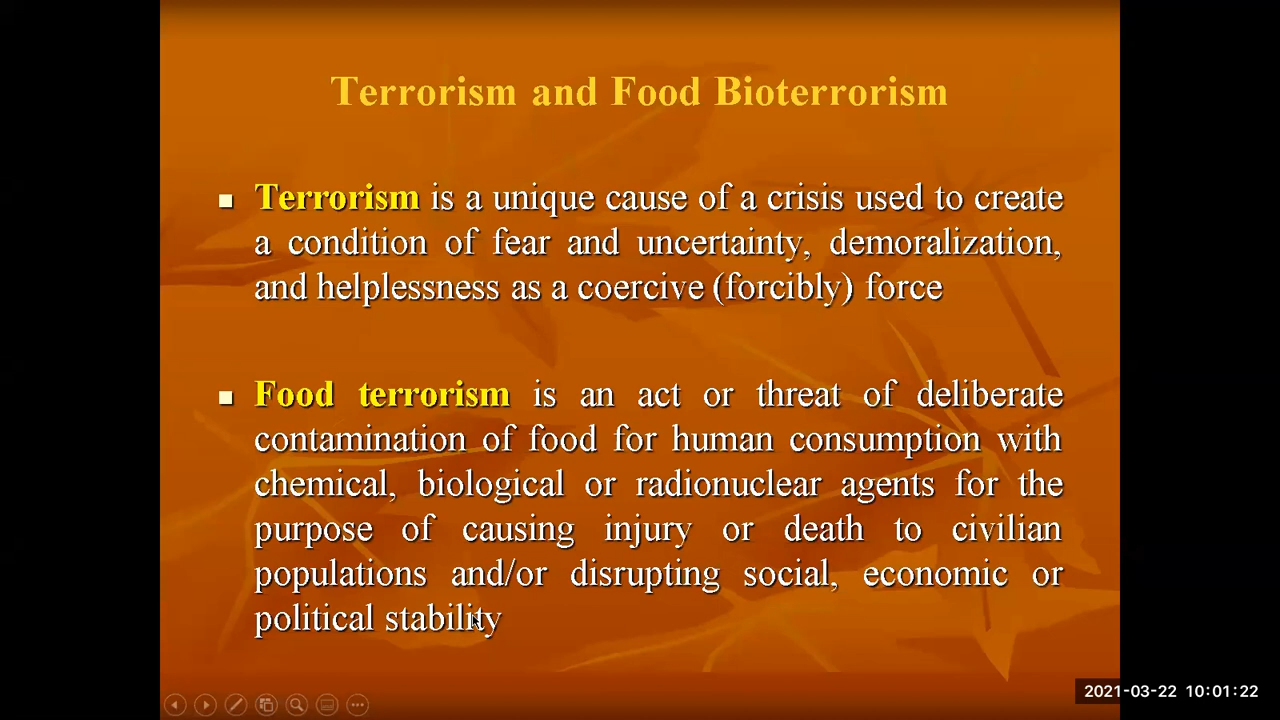 Terrorism and Food Bioterrorism
Terrorism is a unique cause of a crisis used to create
a condition of fear and uncertainty, demoralization,
and helplessness as a coercive (forcibly) force
Food terrorism is an act or threat of deliberate
contamination of food for human consumption with
chemical, biological or radionuclear agents for the
purpose of causing injury or death to civilian
populations and/or disrupting social, economic or
political stability
2021-03-22 10:01:22